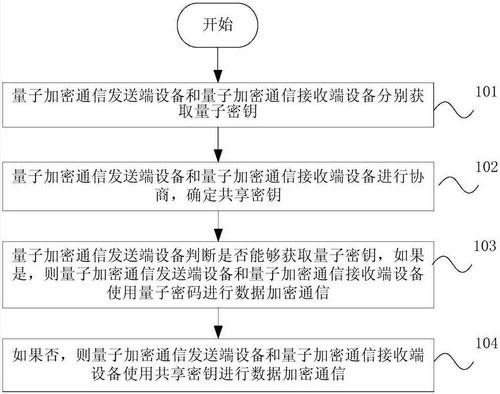 开始
量子加密通信发送端设备和量子加密通信接收端设备分别获
取量子密钥
101
量子加密通信发送端设备和量子加密通信接收端设备进行协
商，确定共享密钥
102
量子加密通信发送端设备判断是否能够获取量子密钥，如果
是，则量子加密通信发送端设备和量子加密通信接收端设备
使用量子密码进行数据加密通信
103
如果否，则量子加密通信发送端设备和量子加密通信接收端
设备使用共享密钥进行数据加密通信
104